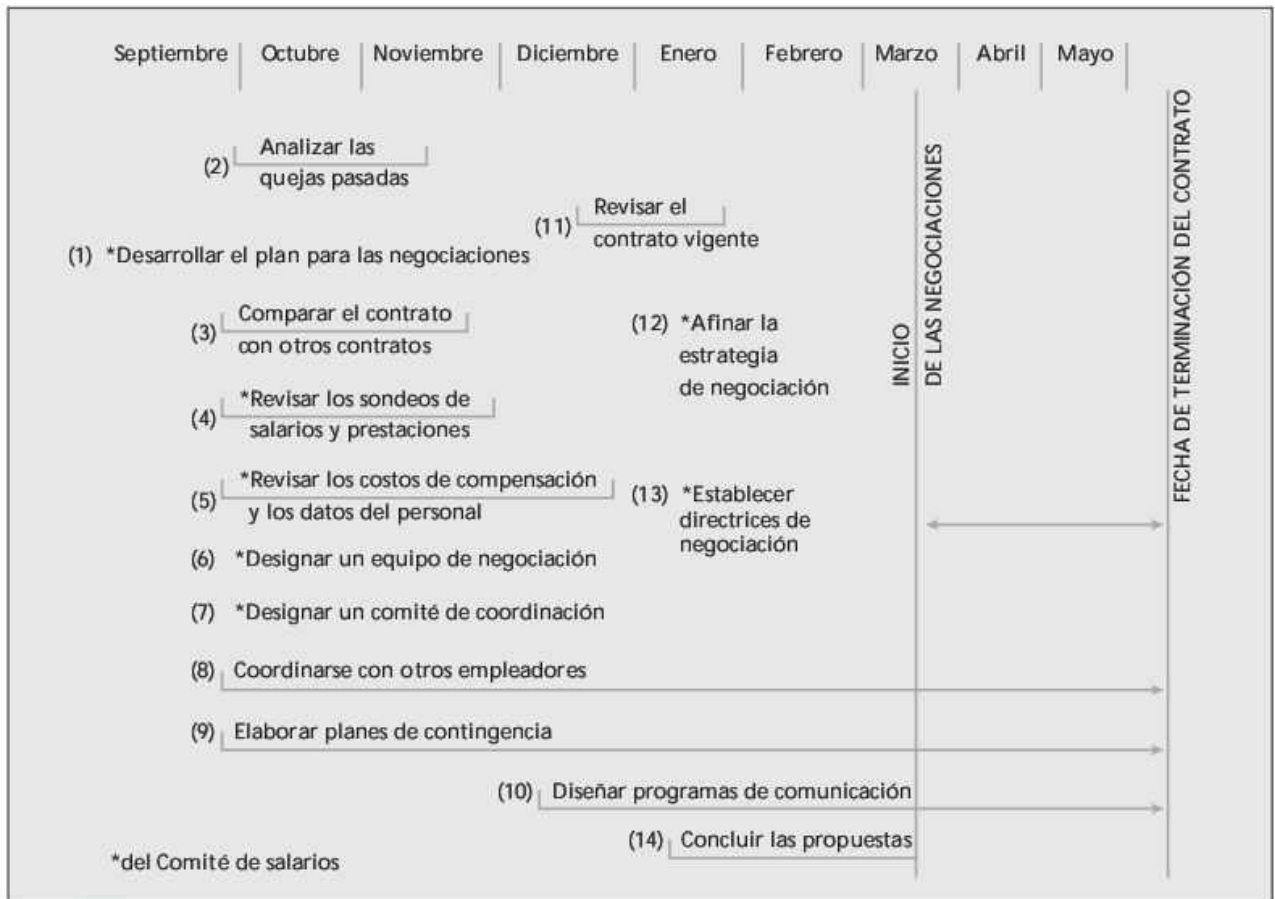 Septiembre Octubre Noviembre Diciembre Enero Febrero Marzo Abril Mayo
(2) Analizar las
quejas pasadas
(11) Revisar el
contrato vigente
(1) *Desarrollar el plan para las negociaciones
(3) Comparar el contrato
con otros contratos
(12) *Afinar la
estrategia
de negociación
(4) *Revisar los sondeos de
salarios y prestaciones
(5) *Revisar los costos de compensación
y los datos del personal
(13) *Establecer
directrices de
negociación
(6) *Designar un equipo de negociación
(7) *Designar un comité de coordinación
(8) Coordinarse con otros empleadores
(9) Elaborar planes de contingencia
(10) Diseñar programas de comunicación
(14) Concluir las propuestas
*del Comité de salarios
INICIO
DE LAS NEGOCIACIONES
FECHA DE TERMINACIÓN DEL CONTRATO